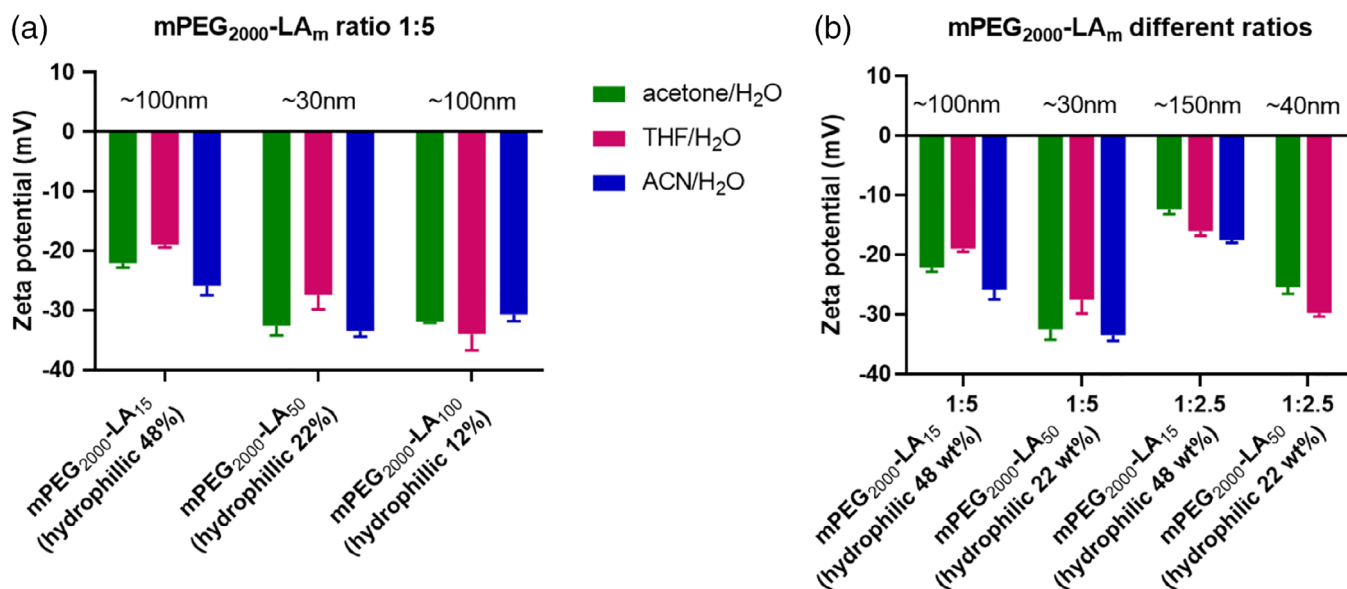 (a)
mPEG₂₀₀₀-LAₘ ratio 1:5
Zeta potential (mV)
10
0
-10
-20
-30
-40
~100nm
~30nm
~100nm
mPEG₂₀₀₀-LA₁₅
(hydrophillic 48%)
mPEG₂₀₀₀-LA₅₀
(hydrophillic 22%)
mPEG₂₀₀₀-LA₁₀₀
(hydrophillic 12%)
acetone/H₂O
THF/H₂O
ACN/H₂O
(b)
mPEG₂₀₀₀-LAₘ different ratios
Zeta potential (mV)
10
0
-10
-20
-30
-40
~100nm
~30nm
~150nm
~40nm
1:5
1:5
1:2.5
1:2.5
mPEG₂₀₀₀-LA₁₅
(hydrophilic 48 wt%)
mPEG₂₀₀₀-LA₅₀
(hydrophilic 22 wt%)
mPEG₂₀₀₀-LA₁₅
(hydrophilic 48 wt%)
mPEG₂₀₀₀-LA₅₀
(hydrophilic 22 wt%)